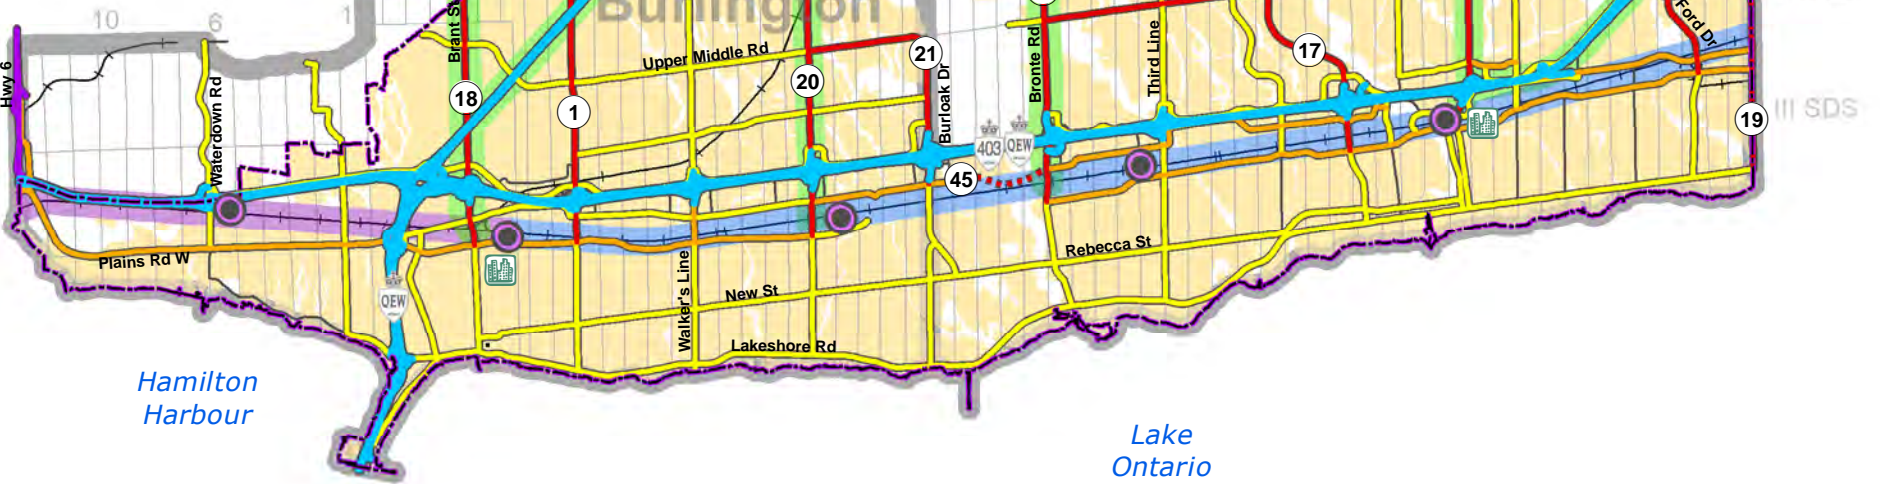 Burlington
10
6
1
Hwy 6
Waterdown Rd
Brant St
18
1
Upper Middle Rd
20
21
Burloak Dr
Bronte Rd
Third Line
17
Ford Dr
19
III SDS
403
QEW
45
Plains Rd W
QEW
Walker's Line
New St
Rebecca St
Lakeshore Rd
Hamilton
Harbour
Lake
Ontario